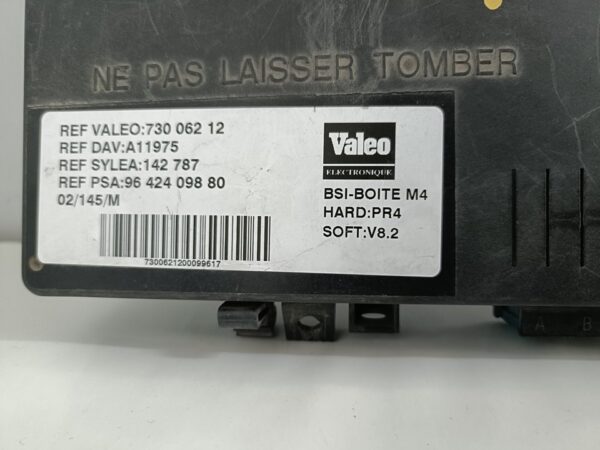 NE PAS LAISSER TOMBER
REF VALEO:730 062 12
REF DAV:A11975
REF SYLEA:142 787
REF PSA:96 424 098 80
02/145/M
7300621200099617
Valeo
ELECTRONIQUE
BSI-BOITE M4
HARD:PR4
SOFT:V8.2
A B